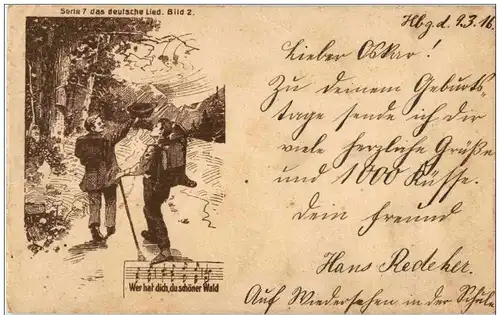 Serie 7 das deutsche Lied. Bild 2.
Hbg d. 9.3.16.
Lieber Oskar!
Zu deinem Geburts-
tage sende ich dir
viele herzliche Grüße
und 1000 Küsse.
Dein Freund
Hans Redeher.
Auf Wiedersehen in der Schule
Wer hat dich, du schöner Wald